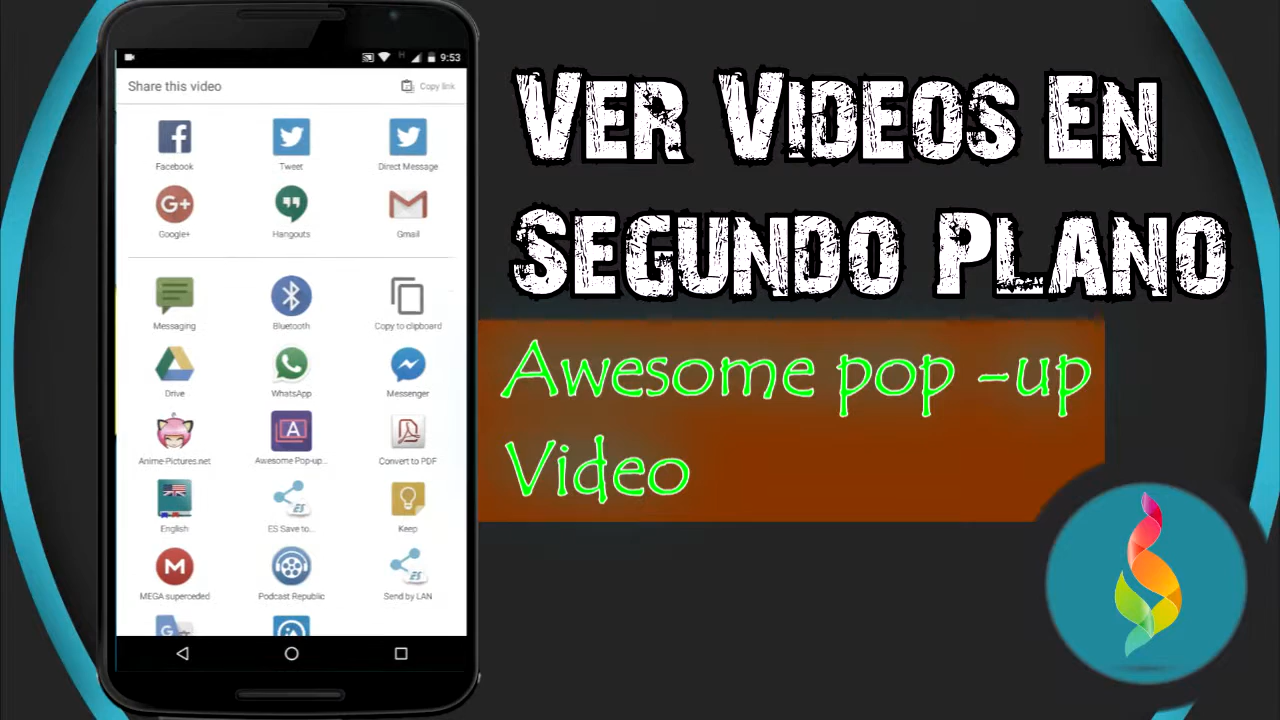 H 9:53
Share this video
Copy link
Facebook
Tweet
Direct Message
G+
Google+
Hangouts
Gmail
Messaging
Bluetooth
Copy to clipboard
Drive
WhatsApp
Messenger
A
Anime-Pictures.net
Awesome Pop-up...
Convert to PDF
English
ES
ES Save to...
Keep
M
ES
MEGA superceded
Podcast Republic
Send by LAN
G
VER VIDEOS EN
SEGUNDO PLANO
Awesome pop -up
Video